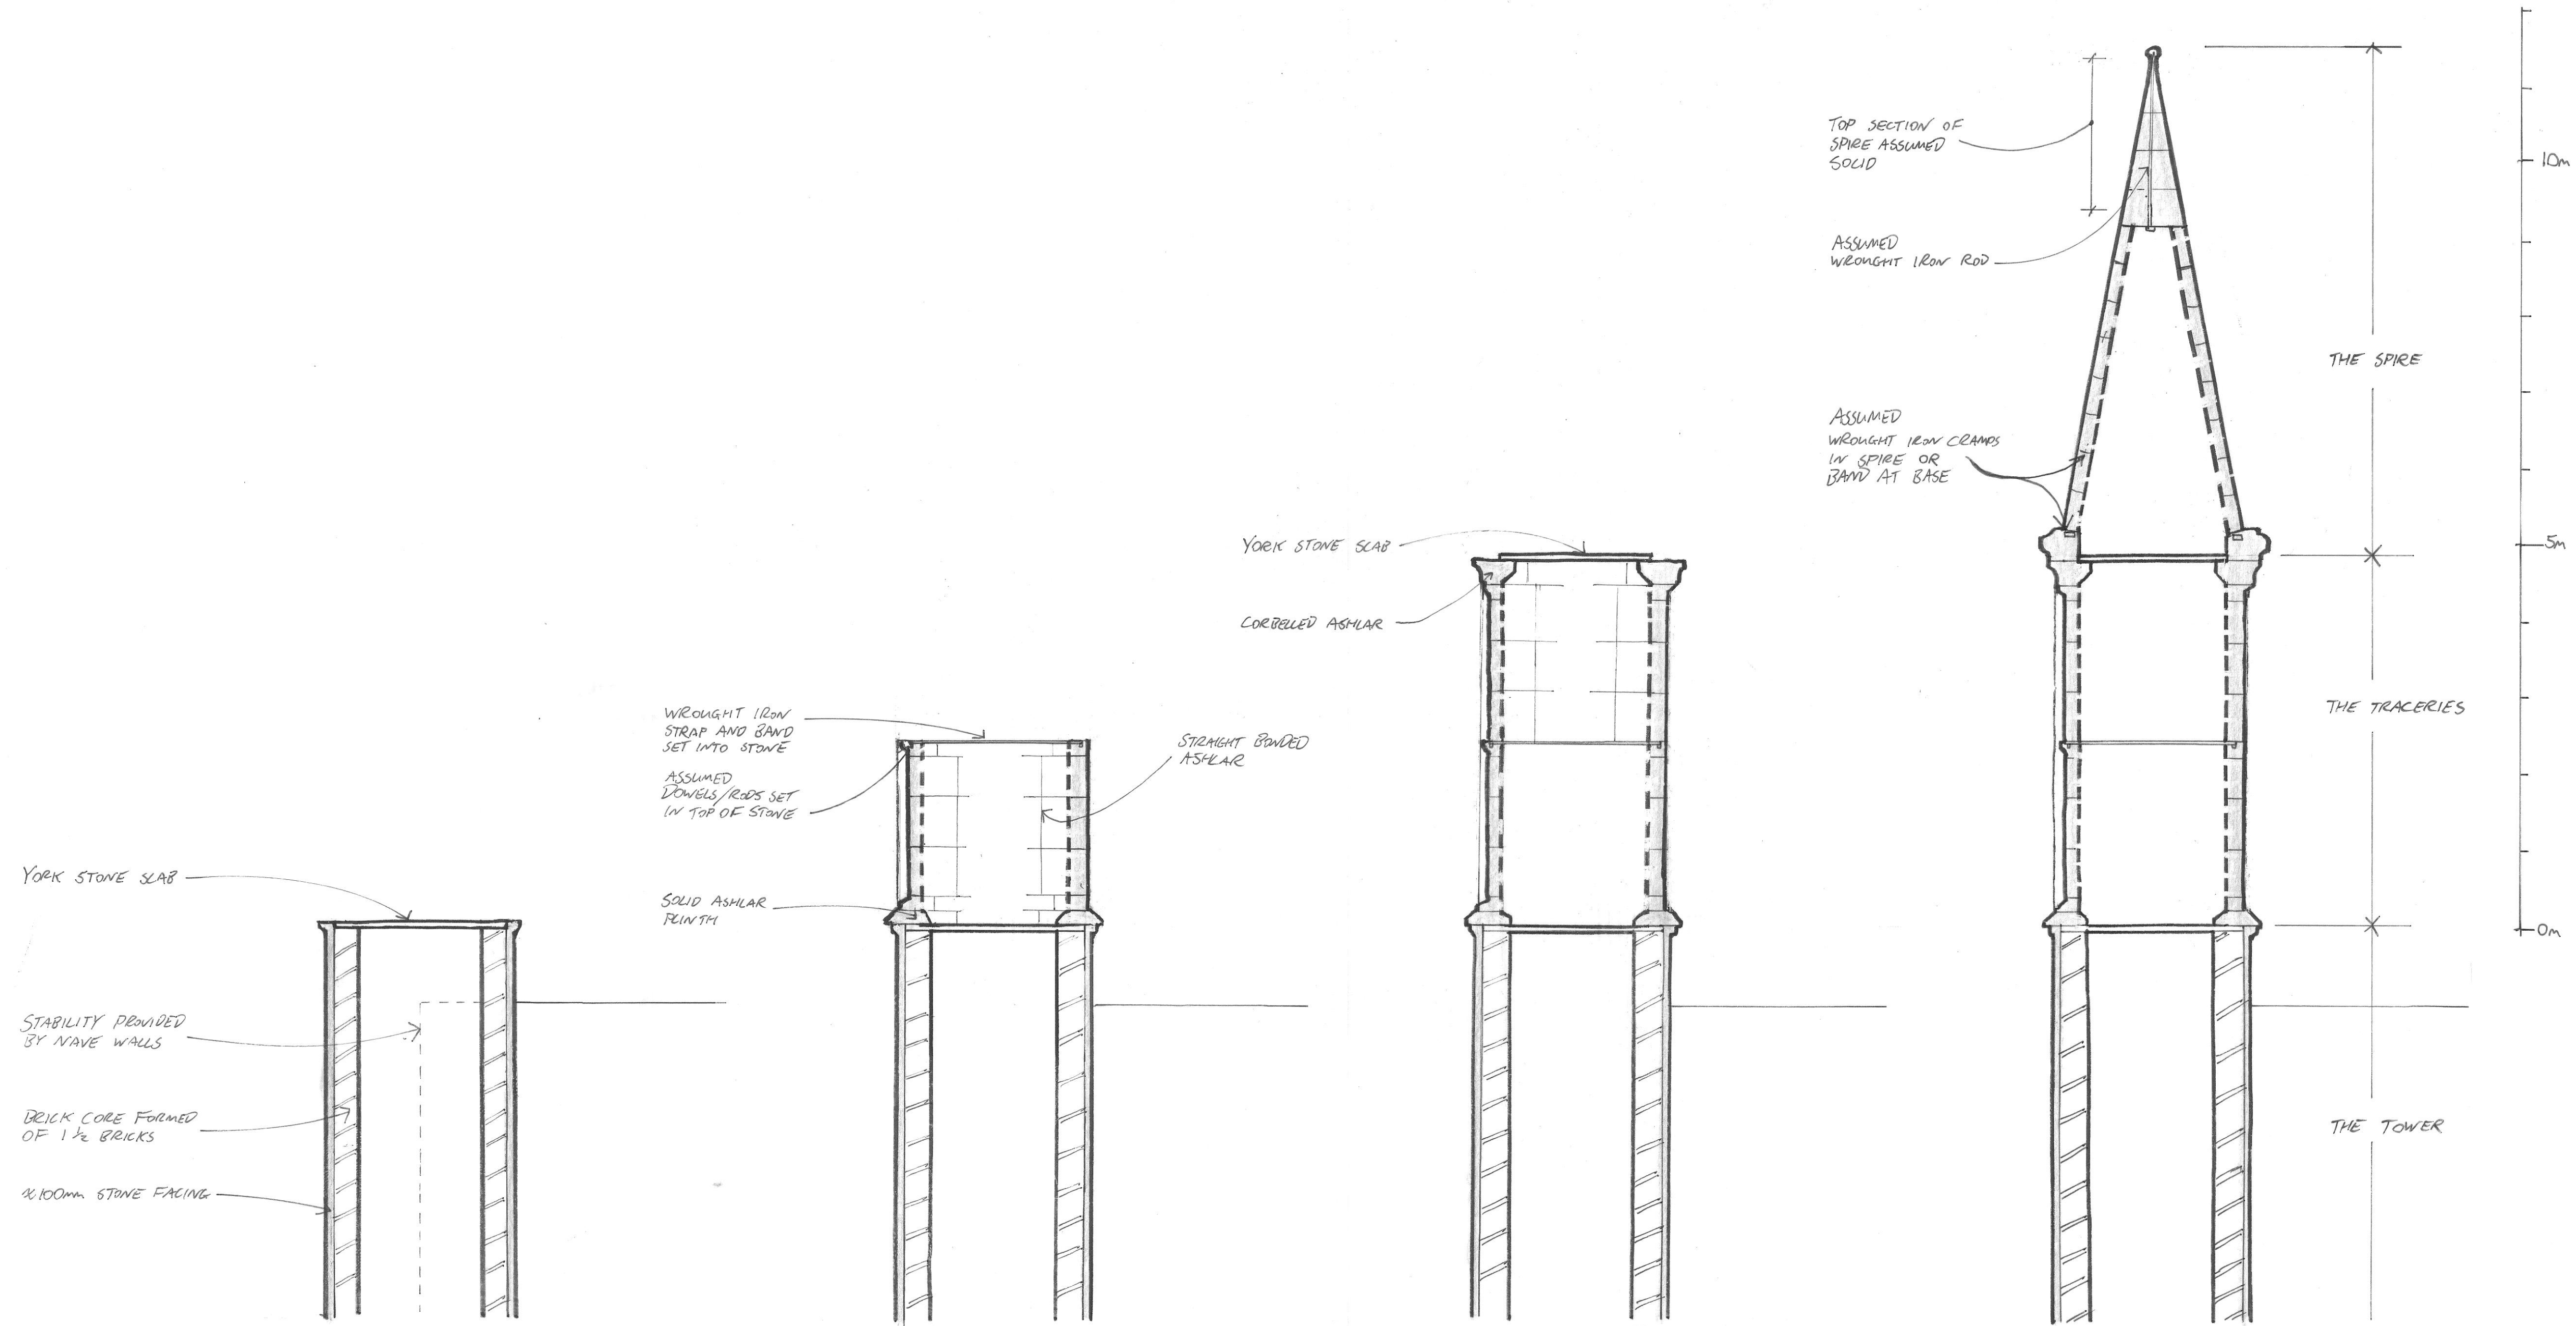 YORK STONE SLAB
STABILITY PROVIDED
BY NAVE WALLS
BRICK CORE FORMED
OF 1 ½ BRICKS
≈100mm STONE FACING
WROUGHT IRON
STRAP AND BAND
SET INTO STONE
ASSUMED
DOWELS/RODS SET
IN TOP OF STONE
SOLID ASHLAR
PLINTH
STRAIGHT BONDED
ASHLAR
YORK STONE SLAB
CORBELLED ASHLAR
TOP SECTION OF
SPIRE ASSUMED
SOLID
ASSUMED
WROUGHT IRON ROD
ASSUMED
WROUGHT IRON CRAMPS
IN SPIRE OR
BAND AT BASE
THE SPIRE
THE TRACERIES
THE TOWER
10m
5m
0m